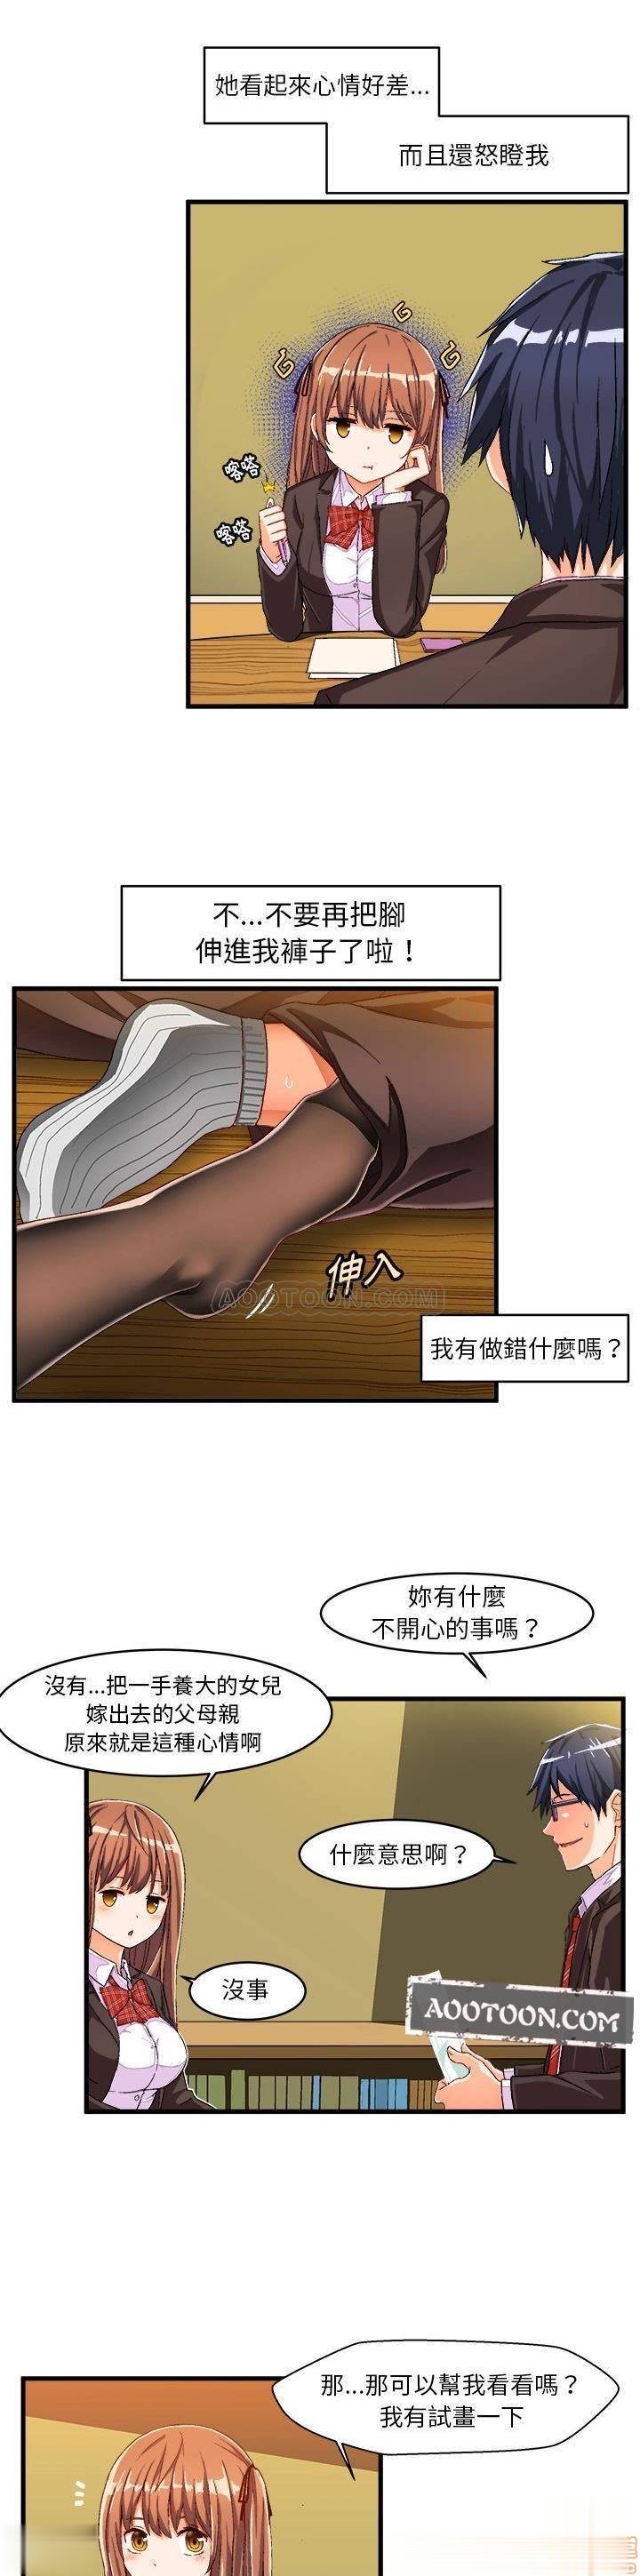 她看起來心情好差...
而且還怒瞪我
喀嗒
喀嗒
不...不要再把腳
伸進我褲子了啦！
伸入
AOOTOON.COM
我有做錯什麼嗎？
妳有什麼
不開心的事嗎？
沒有...把一手養大的女兒
嫁出去的父母親
原來就是這種心情啊
什麼意思啊？
沒事
AOOTOON.COM
那...那可以幫我看看嗎？
我有試畫一下